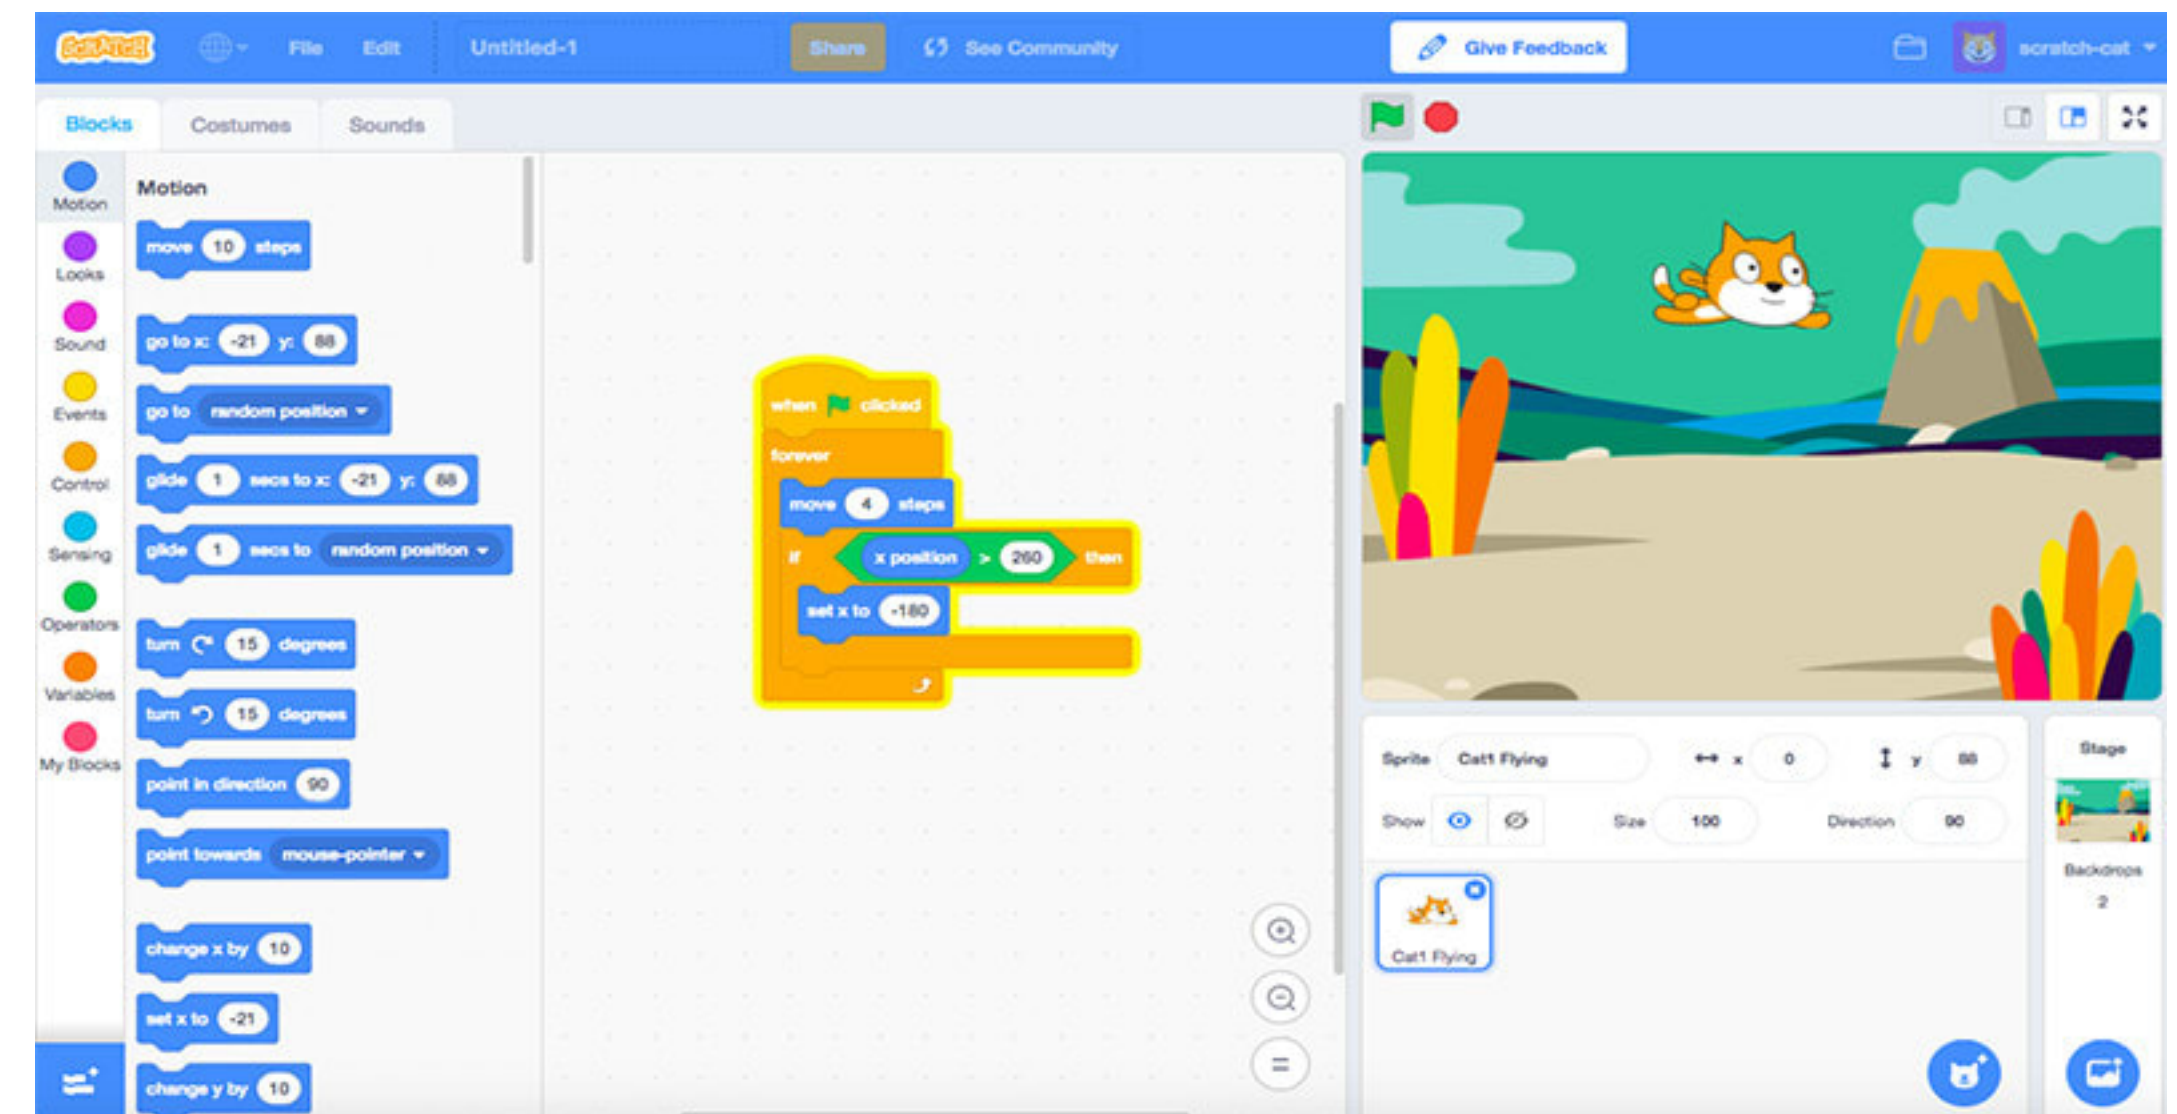 SCRATCH File Edit Untitled-1 Share See Community Give Feedback scratch-cat
Blocks Costumes Sounds
Motion
Looks
Sound
Events
Control
Sensing
Operators
Variables
My Blocks
Motion
move 10 steps
go to x: -21 y: 88
go to random position
glide 1 secs to x: -21 y: 88
glide 1 secs to random position
turn 15 degrees
turn 15 degrees
point in direction 90
point towards mouse-pointer
change x by 10
set x to -21
change y by 10
when clicked
forever
move 4 steps
if x position > 260 then
set x to -180
Sprite Cat1 Flying x 0 y 88
Show Size 100 Direction 90
Cat1 Flying
Stage
Backdrops
2